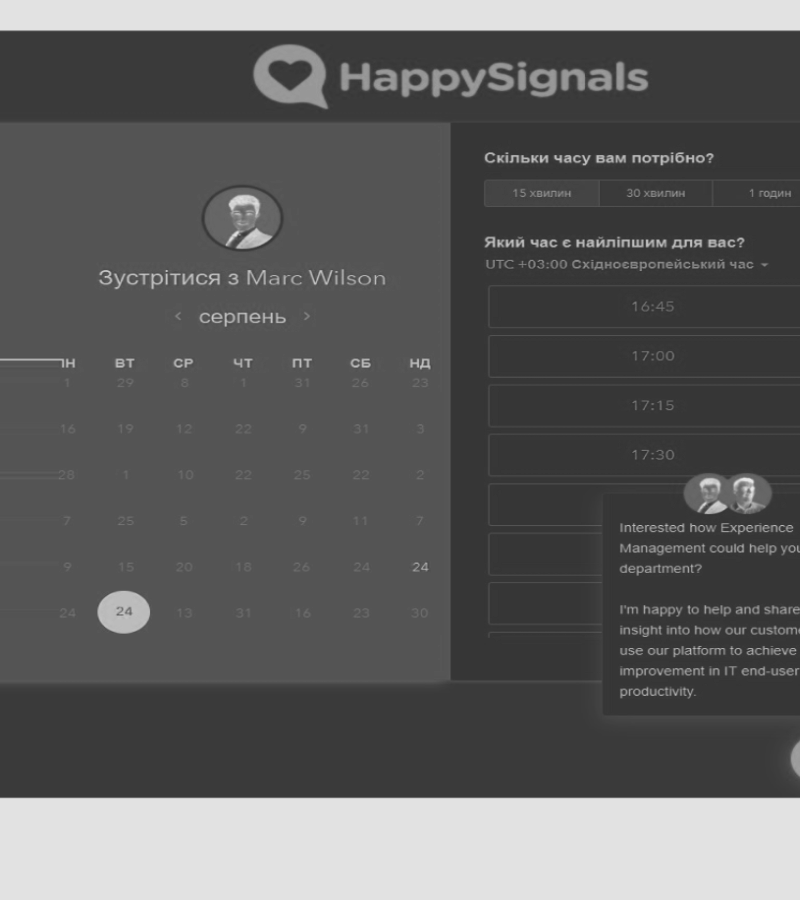 HappySignals
Зустрітися з Marc Wilson
серпень
ПН ВТ СР ЧТ ПТ СБ НД
1 29 8 1 31 26 23
16 19 12 22 9 31 3
28 1 10 22 25 22 2
7 25 5 2 9 11 7
9 15 20 18 26 24 24
24 24 13 31 16 23 30
Скільки часу вам потрібно?
15 хвилин 30 хвилин 1 годин
Який час є найліпшим для вас?
UTC +03:00 Східноєвропейський час
16:45
17:00
17:15
17:30
Interested how Experience
Management could help you
department?
I'm happy to help and share
insight into how our custome
use our platform to achieve
improvement in IT end-user
productivity.